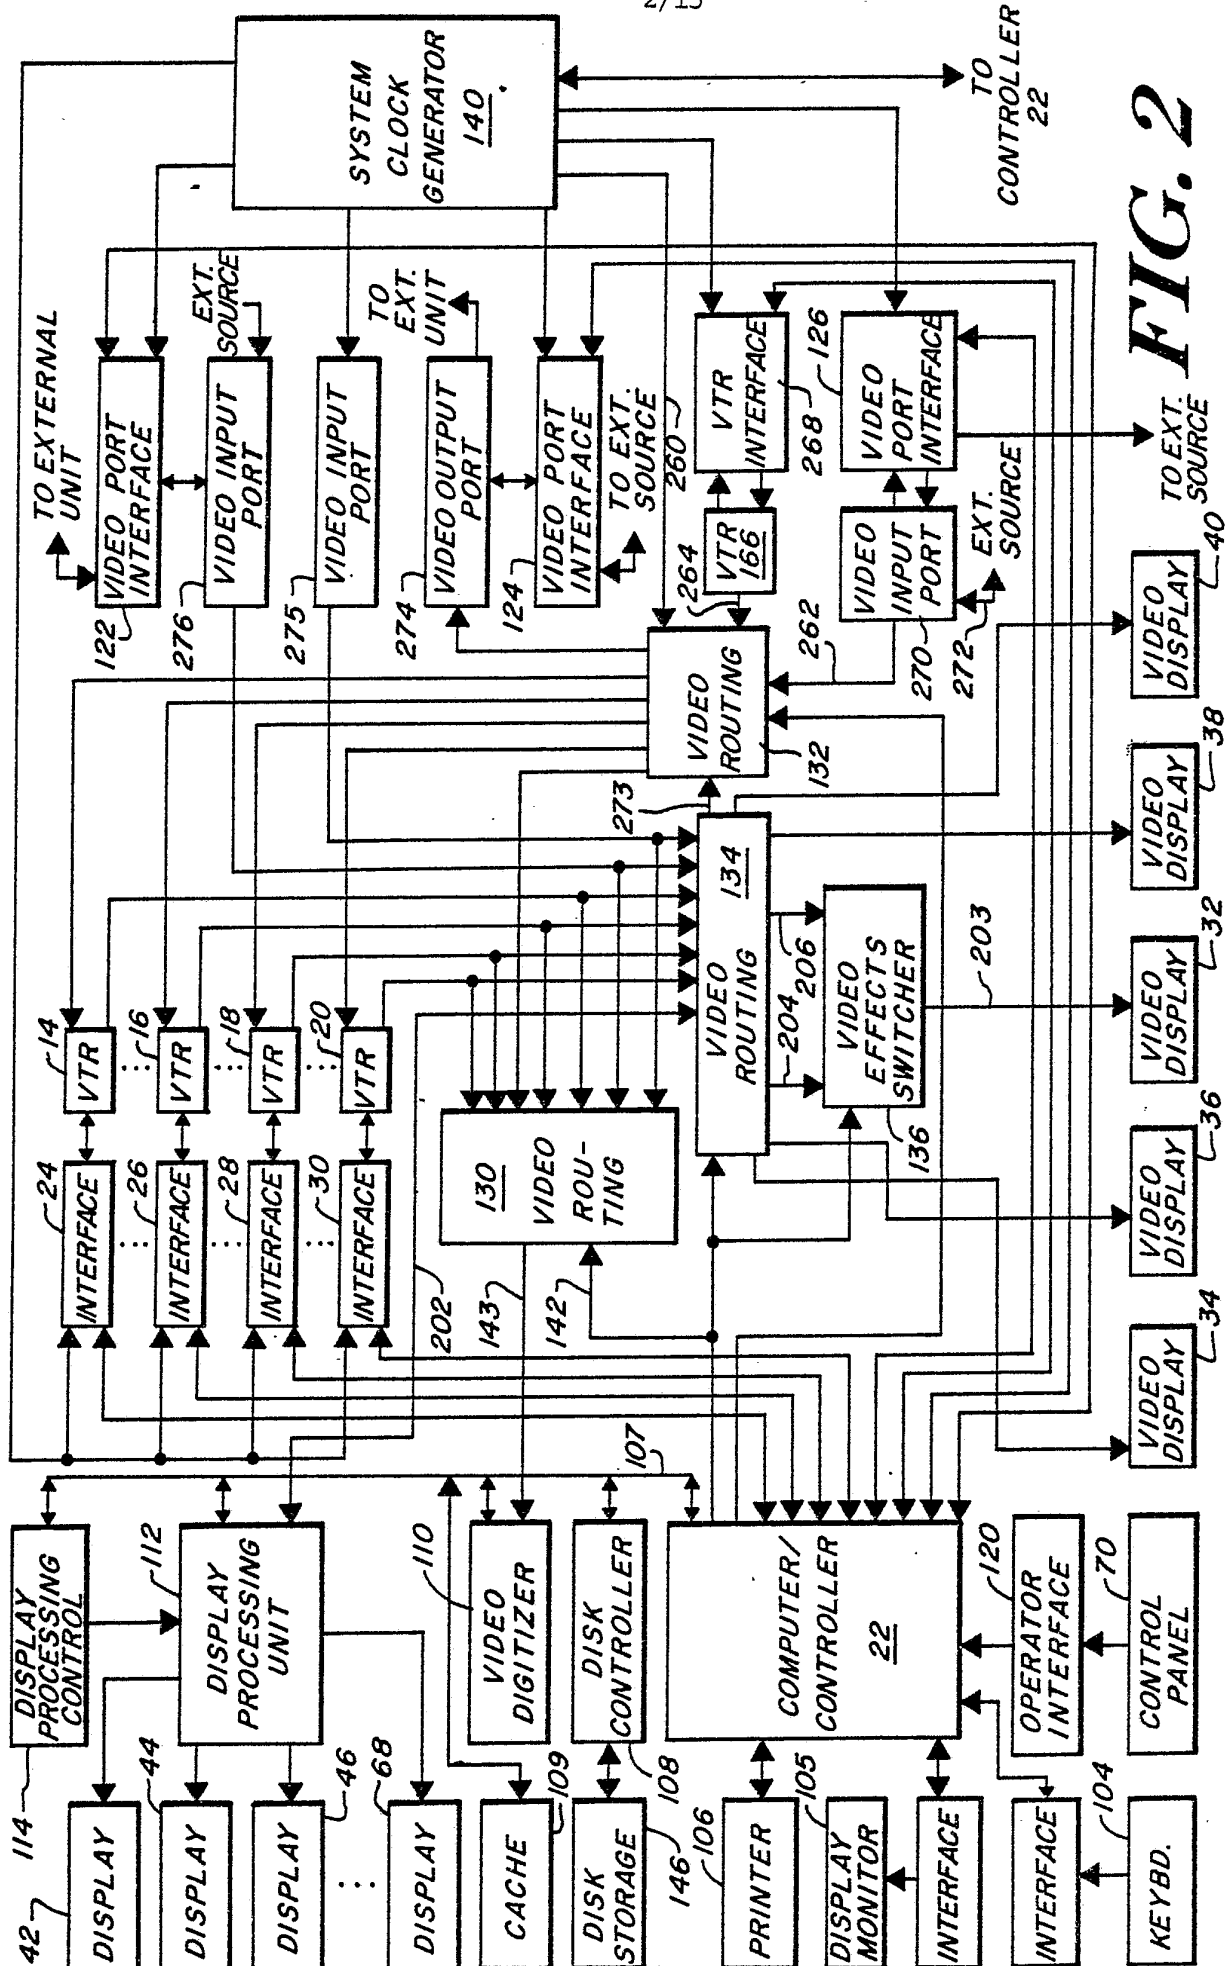 2/15
SYSTEM
CLOCK
GENERATOR
140
TO
CONTROLLER
22
FIG. 2
TO EXTERNAL
UNIT
VIDEO PORT
INTERFACE
122
EXT.
SOURCE
VIDEO INPUT
PORT
276
VIDEO INPUT
PORT
275
TO
EXT.
UNIT
VIDEO OUTPUT
PORT
274
VIDEO PORT
INTERFACE
124
TO EXT.
SOURCE
260
VTR
INTERFACE
268
VTR
166
264
126
VIDEO
PORT
INTERFACE
TO EXT.
SOURCE
VIDEO
INPUT
PORT
270
EXT.
SOURCE
272
262
VIDEO
ROUTING
132
273
14
VTR
16
VTR
18
VTR
20
VTR
24
INTERFACE
26
INTERFACE
28
INTERFACE
30
INTERFACE
202
130
VIDEO
ROU-
TING
143
142
VIDEO
ROUTING
134
204
206
VIDEO
EFFECTS
SWITCHER
136
203
VIDEO
DISPLAY
40
VIDEO
DISPLAY
38
VIDEO
DISPLAY
32
VIDEO
DISPLAY
36
VIDEO
DISPLAY
34
107
DISPLAY
PROCESSING
CONTROL
114
112
DISPLAY
PROCESSING
UNIT
110
VIDEO
DIGITIZER
DISK
CONTROLLER
108
COMPUTER/
CONTROLLER
22
120
OPERATOR
INTERFACE
70
CONTROL
PANEL
42
DISPLAY
44
DISPLAY
46
DISPLAY
68
DISPLAY
CACHE
109
DISK
STORAGE
146
106
PRINTER
105
DISPLAY
MONITOR
INTERFACE
INTERFACE
104
KEYBD.